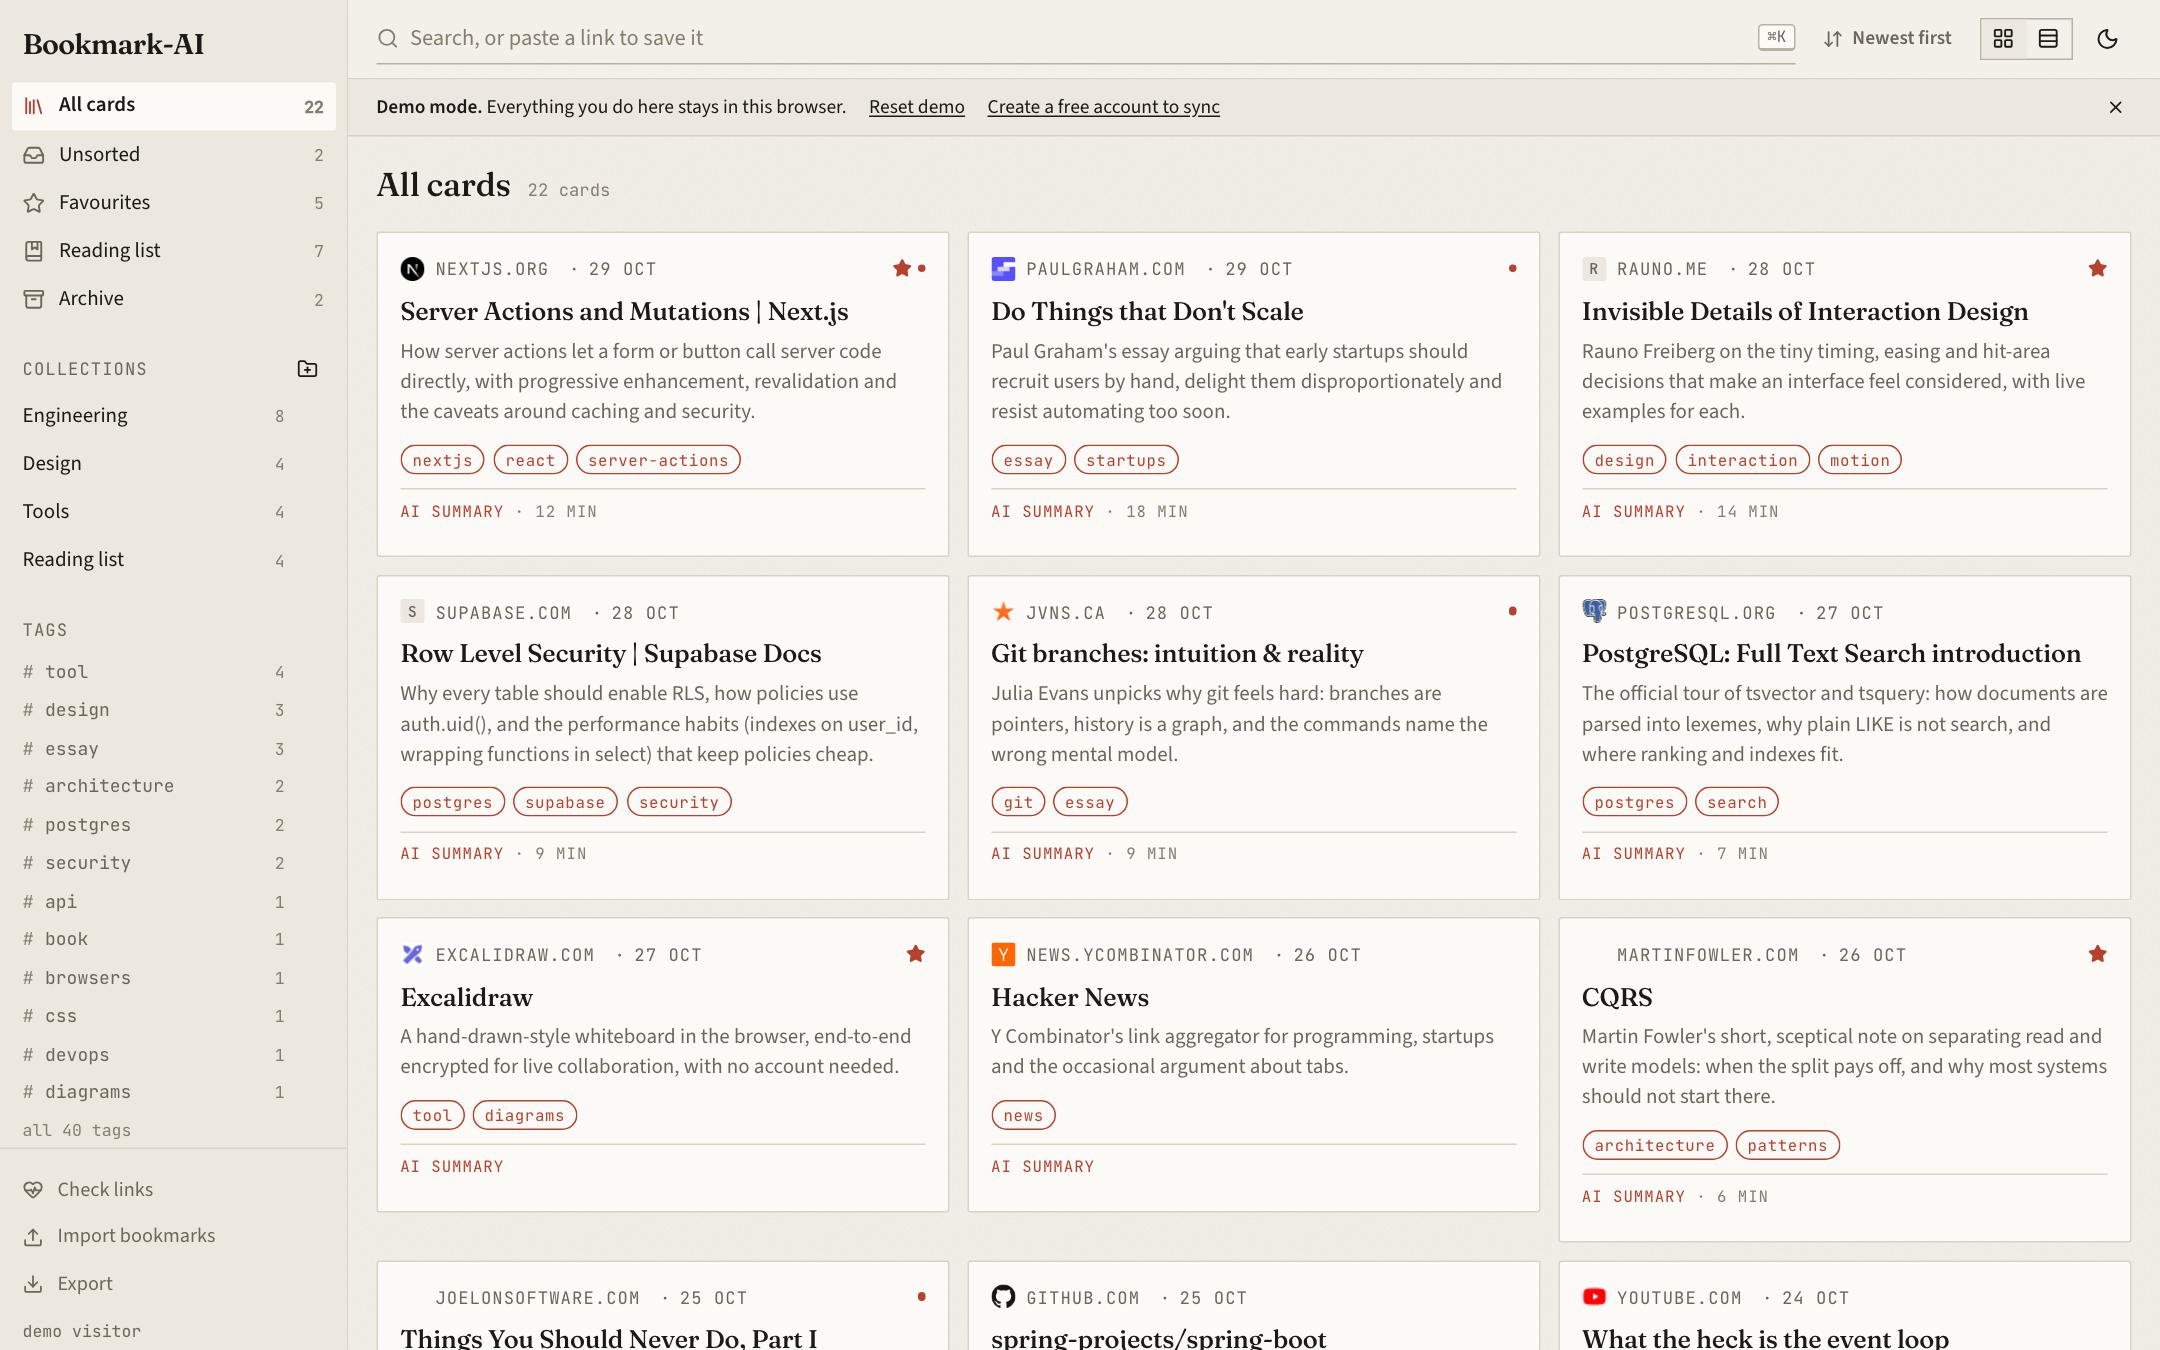 Bookmark-AI
All cards 22
Unsorted 2
Favourites 5
Reading list 7
Archive 2
COLLECTIONS
Engineering 8
Design 4
Tools 4
Reading list 4
TAGS
# tool 4
# design 3
# essay 3
# architecture 2
# postgres 2
# security 2
# api 1
# book 1
# browsers 1
# css 1
# devops 1
# diagrams 1
all 40 tags
Check links
Import bookmarks
Export
demo visitor
Search, or paste a link to save it
⌘K
Newest first
Demo mode. Everything you do here stays in this browser. Reset demo Create a free account to sync
All cards 22 cards
N NEXTJS.ORG · 29 OCT
Server Actions and Mutations | Next.js
How server actions let a form or button call server code
directly, with progressive enhancement, revalidation and
the caveats around caching and security.
nextjs react server-actions
AI SUMMARY · 12 MIN
PAULGRAHAM.COM · 29 OCT
Do Things that Don't Scale
Paul Graham's essay arguing that early startups should
recruit users by hand, delight them disproportionately and
resist automating too soon.
essay startups
AI SUMMARY · 18 MIN
R RAUNO.ME · 28 OCT
Invisible Details of Interaction Design
Rauno Freiberg on the tiny timing, easing and hit-area
decisions that make an interface feel considered, with live
examples for each.
design interaction motion
AI SUMMARY · 14 MIN
S SUPABASE.COM · 28 OCT
Row Level Security | Supabase Docs
Why every table should enable RLS, how policies use
auth.uid(), and the performance habits (indexes on user_id,
wrapping functions in select) that keep policies cheap.
postgres supabase security
AI SUMMARY · 9 MIN
JVNS.CA · 28 OCT
Git branches: intuition & reality
Julia Evans unpicks why git feels hard: branches are
pointers, history is a graph, and the commands name the
wrong mental model.
git essay
AI SUMMARY · 9 MIN
POSTGRESQL.ORG · 27 OCT
PostgreSQL: Full Text Search introduction
The official tour of tsvector and tsquery: how documents are
parsed into lexemes, why plain LIKE is not search, and
where ranking and indexes fit.
postgres search
AI SUMMARY · 7 MIN
EXCALIDRAW.COM · 27 OCT
Excalidraw
A hand-drawn-style whiteboard in the browser, end-to-end
encrypted for live collaboration, with no account needed.
tool diagrams
AI SUMMARY
Y NEWS.YCOMBINATOR.COM · 26 OCT
Hacker News
Y Combinator's link aggregator for programming, startups
and the occasional argument about tabs.
news
AI SUMMARY
MARTINFOWLER.COM · 26 OCT
CQRS
Martin Fowler's short, sceptical note on separating read and
write models: when the split pays off, and why most systems
should not start there.
architecture patterns
AI SUMMARY · 6 MIN
JOELONSOFTWARE.COM · 25 OCT
Things You Should Never Do, Part I
GITHUB.COM · 25 OCT
spring-projects/spring-boot
YOUTUBE.COM · 24 OCT
What the heck is the event loop